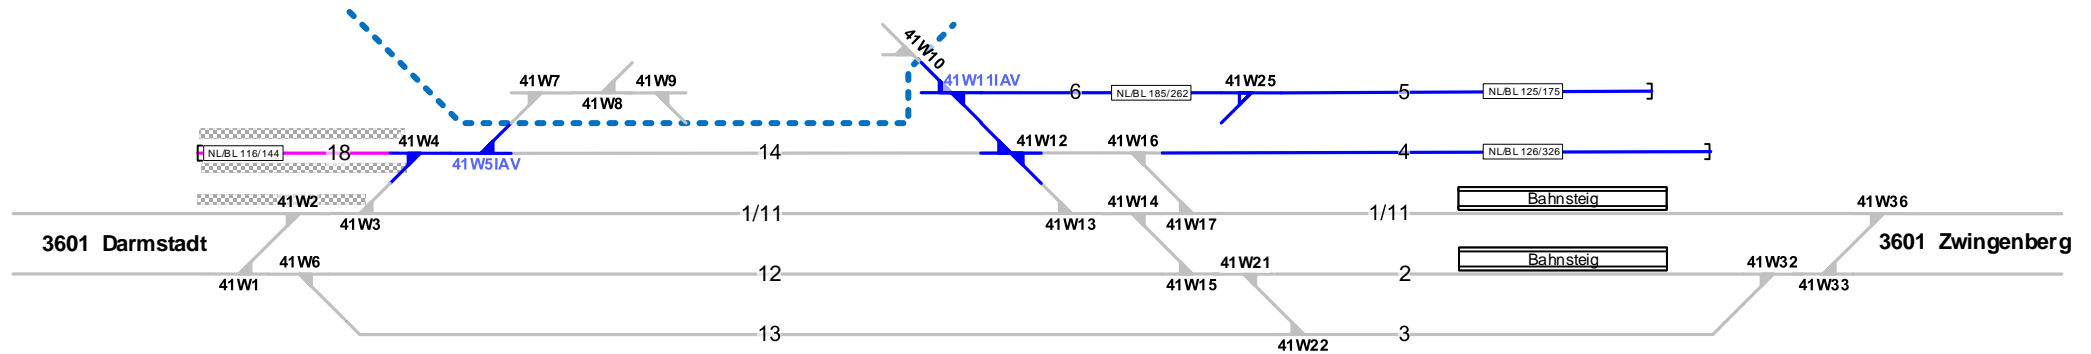 41W10
41W7
41W9
41W11IAV
41W25
41W8
6
NL/BL 185/262
5
NL/BL 125/175
41W4
41W12
41W16
NL/BL 116/144
18
41W5IAV
14
4
NL/BL 126/326
41W2
41W14
Bahnsteig
41W36
1/11
1/11
41W3
41W13
41W17
3601 Darmstadt
3601 Zwingenberg
41W6
41W21
Bahnsteig
41W32
41W1
12
41W15
2
41W33
13
3
41W22